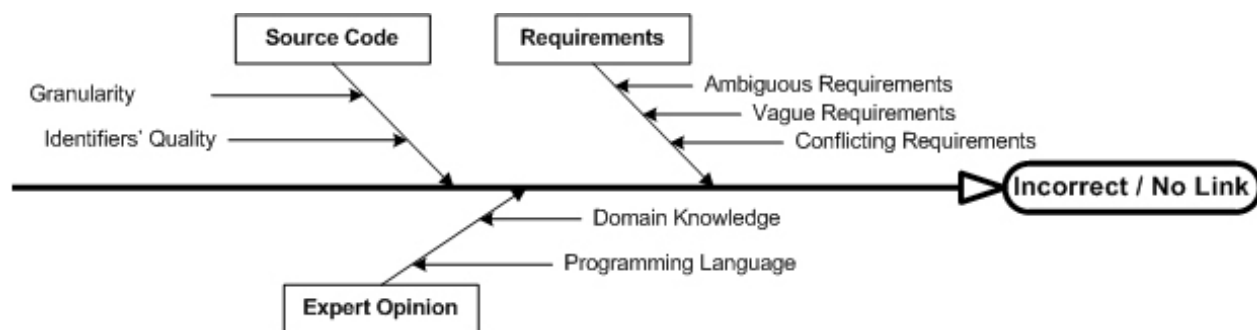 Source Code
Requirements
Granularity
Ambiguous Requirements
Vague Requirements
Identifiers' Quality
Conflicting Requirements
Incorrect / No Link
Domain Knowledge
Programming Language
Expert Opinion